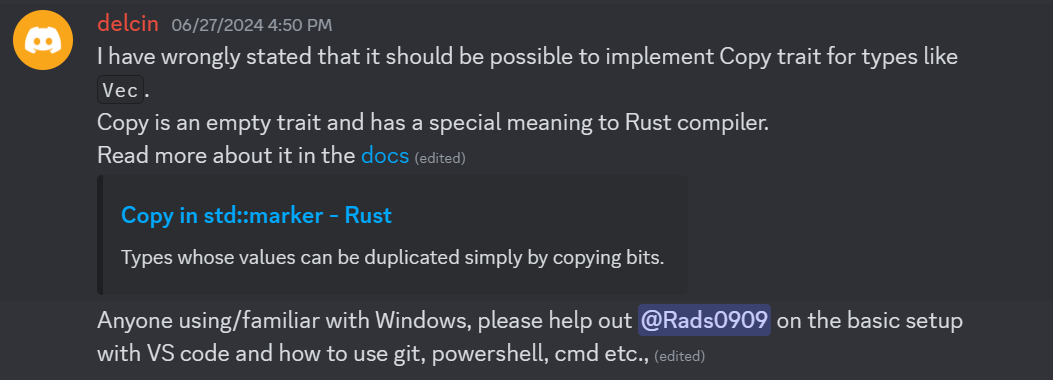 delcin 06/27/2024 4:50 PM
I have wrongly stated that it should be possible to implement Copy trait for types like
Vec.
Copy is an empty trait and has a special meaning to Rust compiler.
Read more about it in the docs (edited)
Copy in std::marker - Rust
Types whose values can be duplicated simply by copying bits.
Anyone using/familiar with Windows, please help out @Rads0909 on the basic setup
with VS code and how to use git, powershell, cmd etc., (edited)